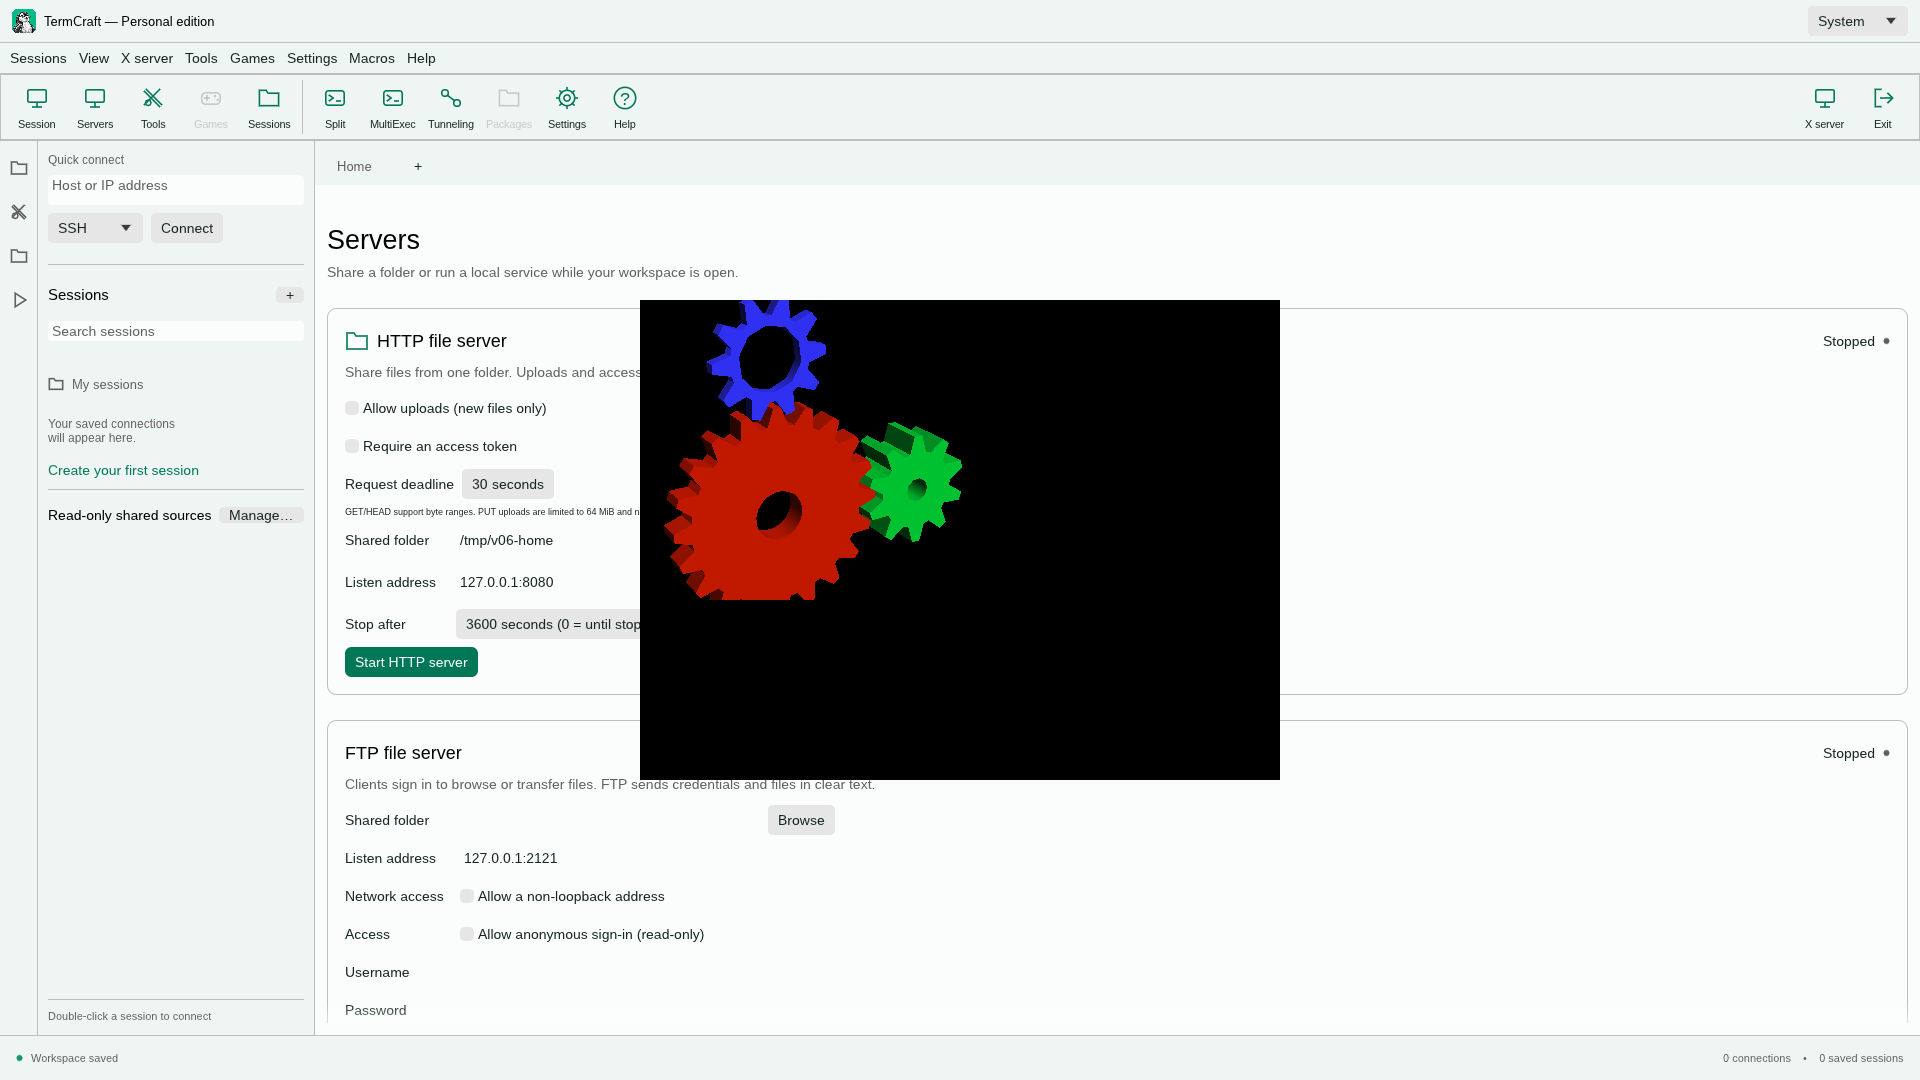 TermCraft — Personal edition
System
Sessions View X server Tools Games Settings Macros Help
Session Servers Tools Games Sessions Split MultiExec Tunneling Packages Settings Help X server Exit
Quick connect
Host or IP address
SSH Connect
Sessions +
Search sessions
My sessions
Your saved connections
will appear here.
Create your first session
Read-only shared sources Manage…
Double-click a session to connect
Home +
Servers
Share a folder or run a local service while your workspace is open.
HTTP file server Stopped
Share files from one folder. Uploads and access
Allow uploads (new files only)
Require an access token
Request deadline 30 seconds
GET/HEAD support byte ranges. PUT uploads are limited to 64 MiB and
Shared folder /tmp/v06-home
Listen address 127.0.0.1:8080
Stop after 3600 seconds (0 = until stop
Start HTTP server
FTP file server Stopped
Clients sign in to browse or transfer files. FTP sends credentials and files in clear text.
Shared folder Browse
Listen address 127.0.0.1:2121
Network access Allow a non-loopback address
Access Allow anonymous sign-in (read-only)
Username
Password
Workspace saved
0 connections • 0 saved sessions